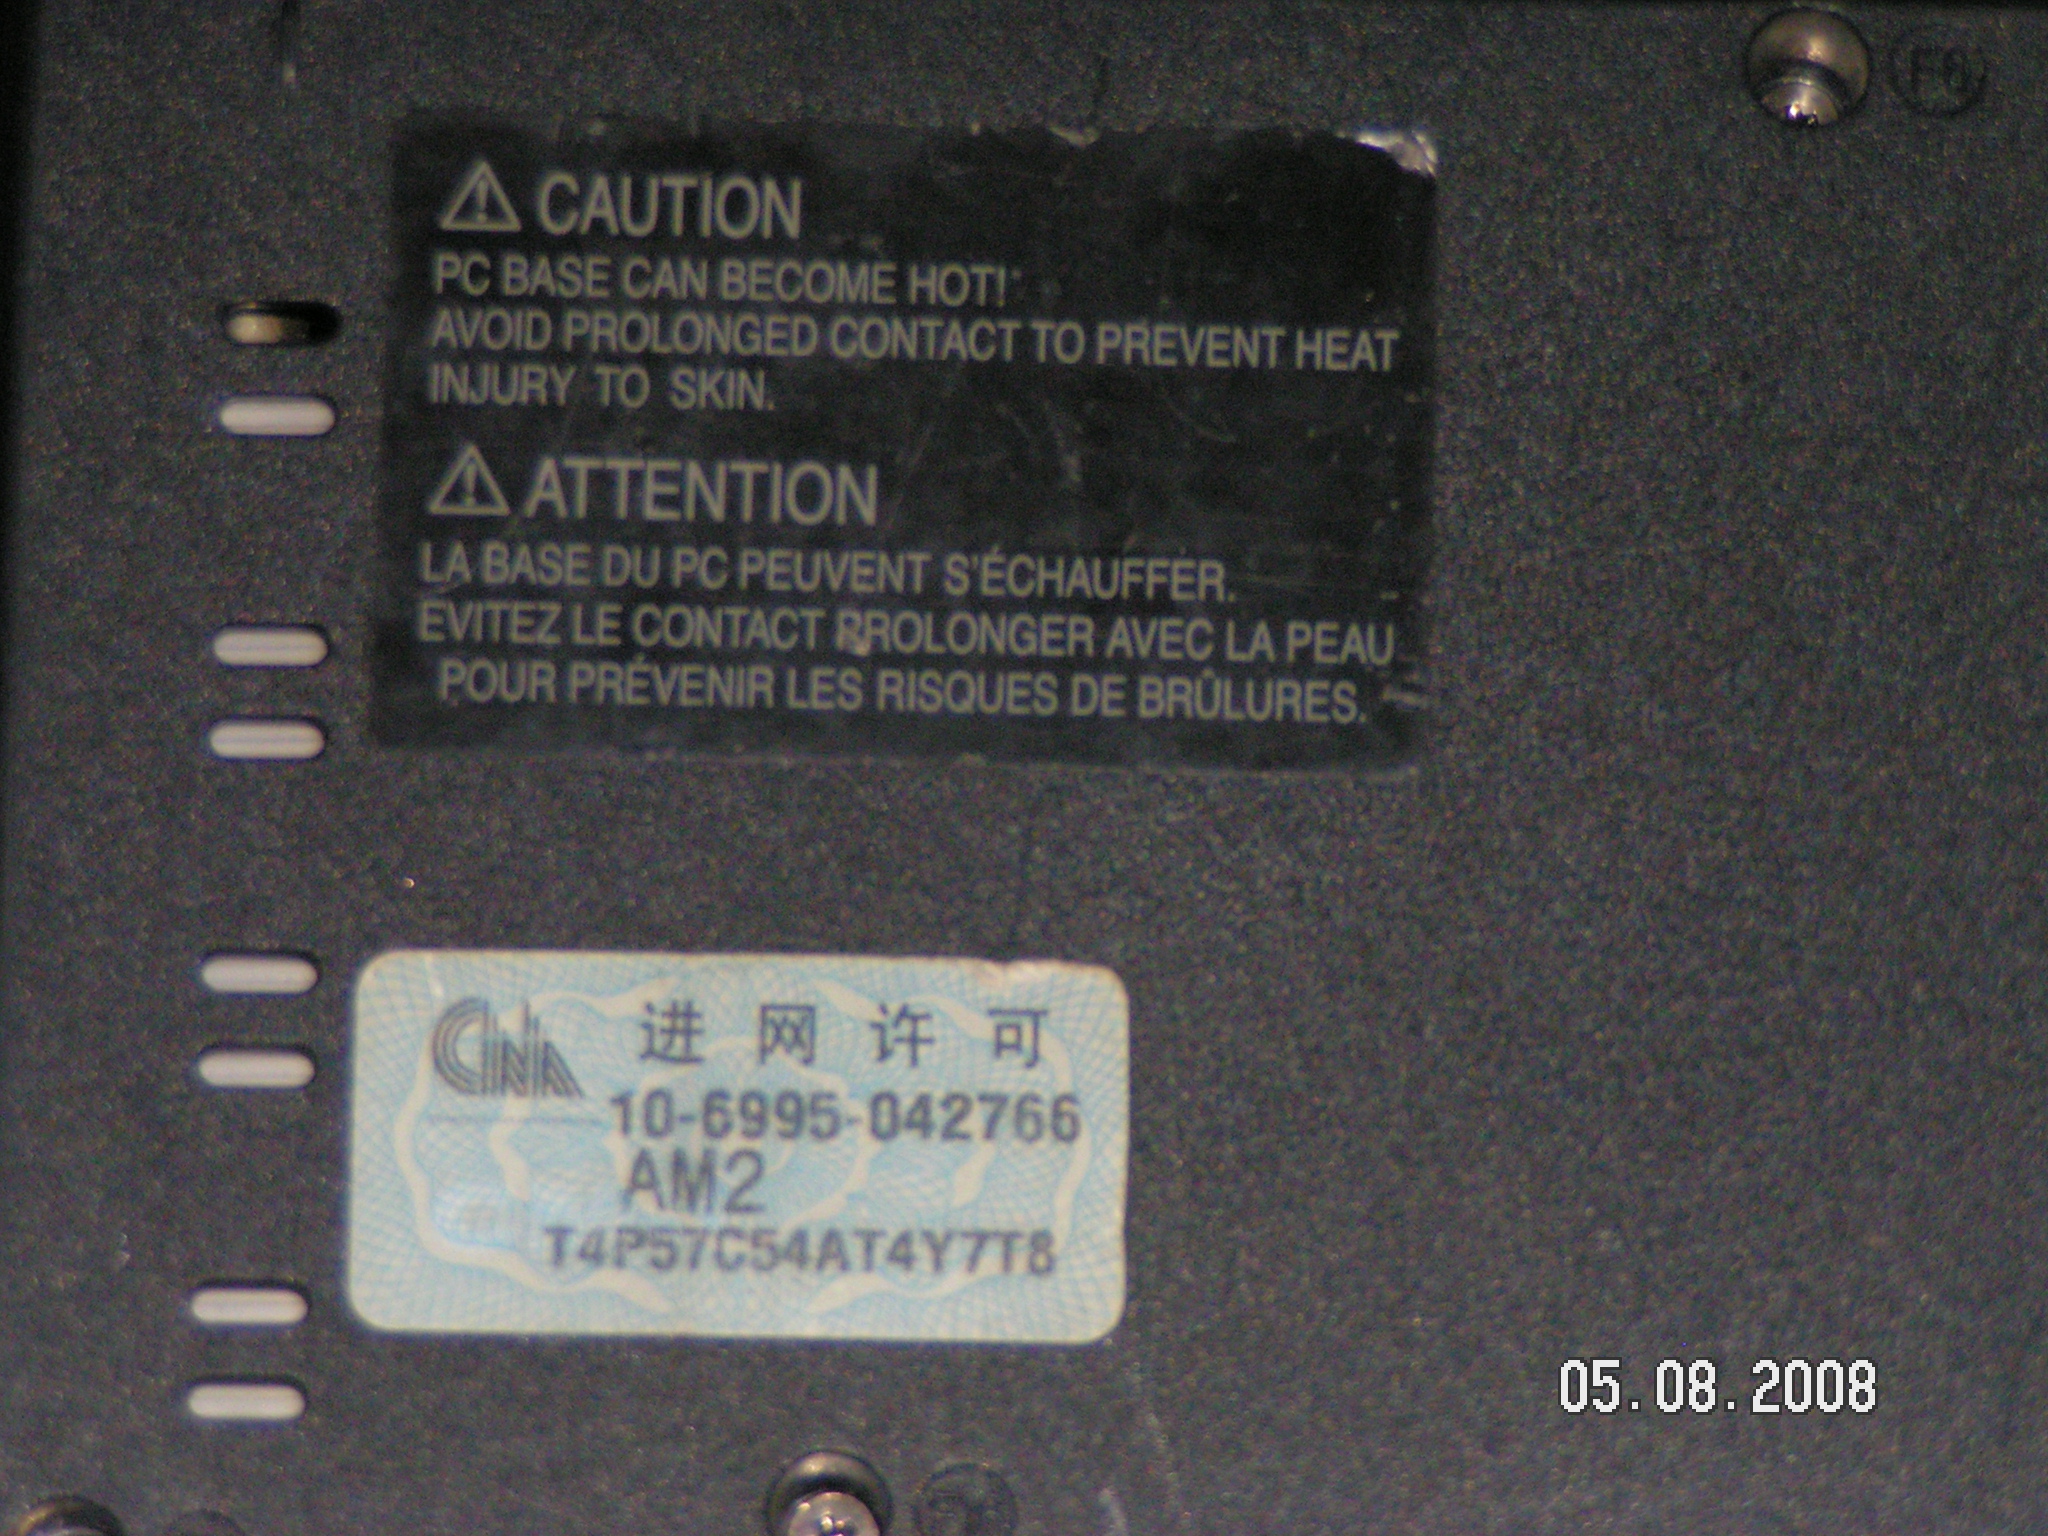 F8
CAUTION
PC BASE CAN BECOME HOT!
AVOID PROLONGED CONTACT TO PREVENT HEAT
INJURY TO SKIN.
ATTENTION
LA BASE DU PC PEUVENT S'ÉCHAUFFER.
EVITEZ LE CONTACT PROLONGER AVEC LA PEAU
POUR PRÉVENIR LES RISQUES DE BRÛLURES.
进网许可
10-6995-042766
AM2
T4P57C54AT4Y7T8
05.08.2008